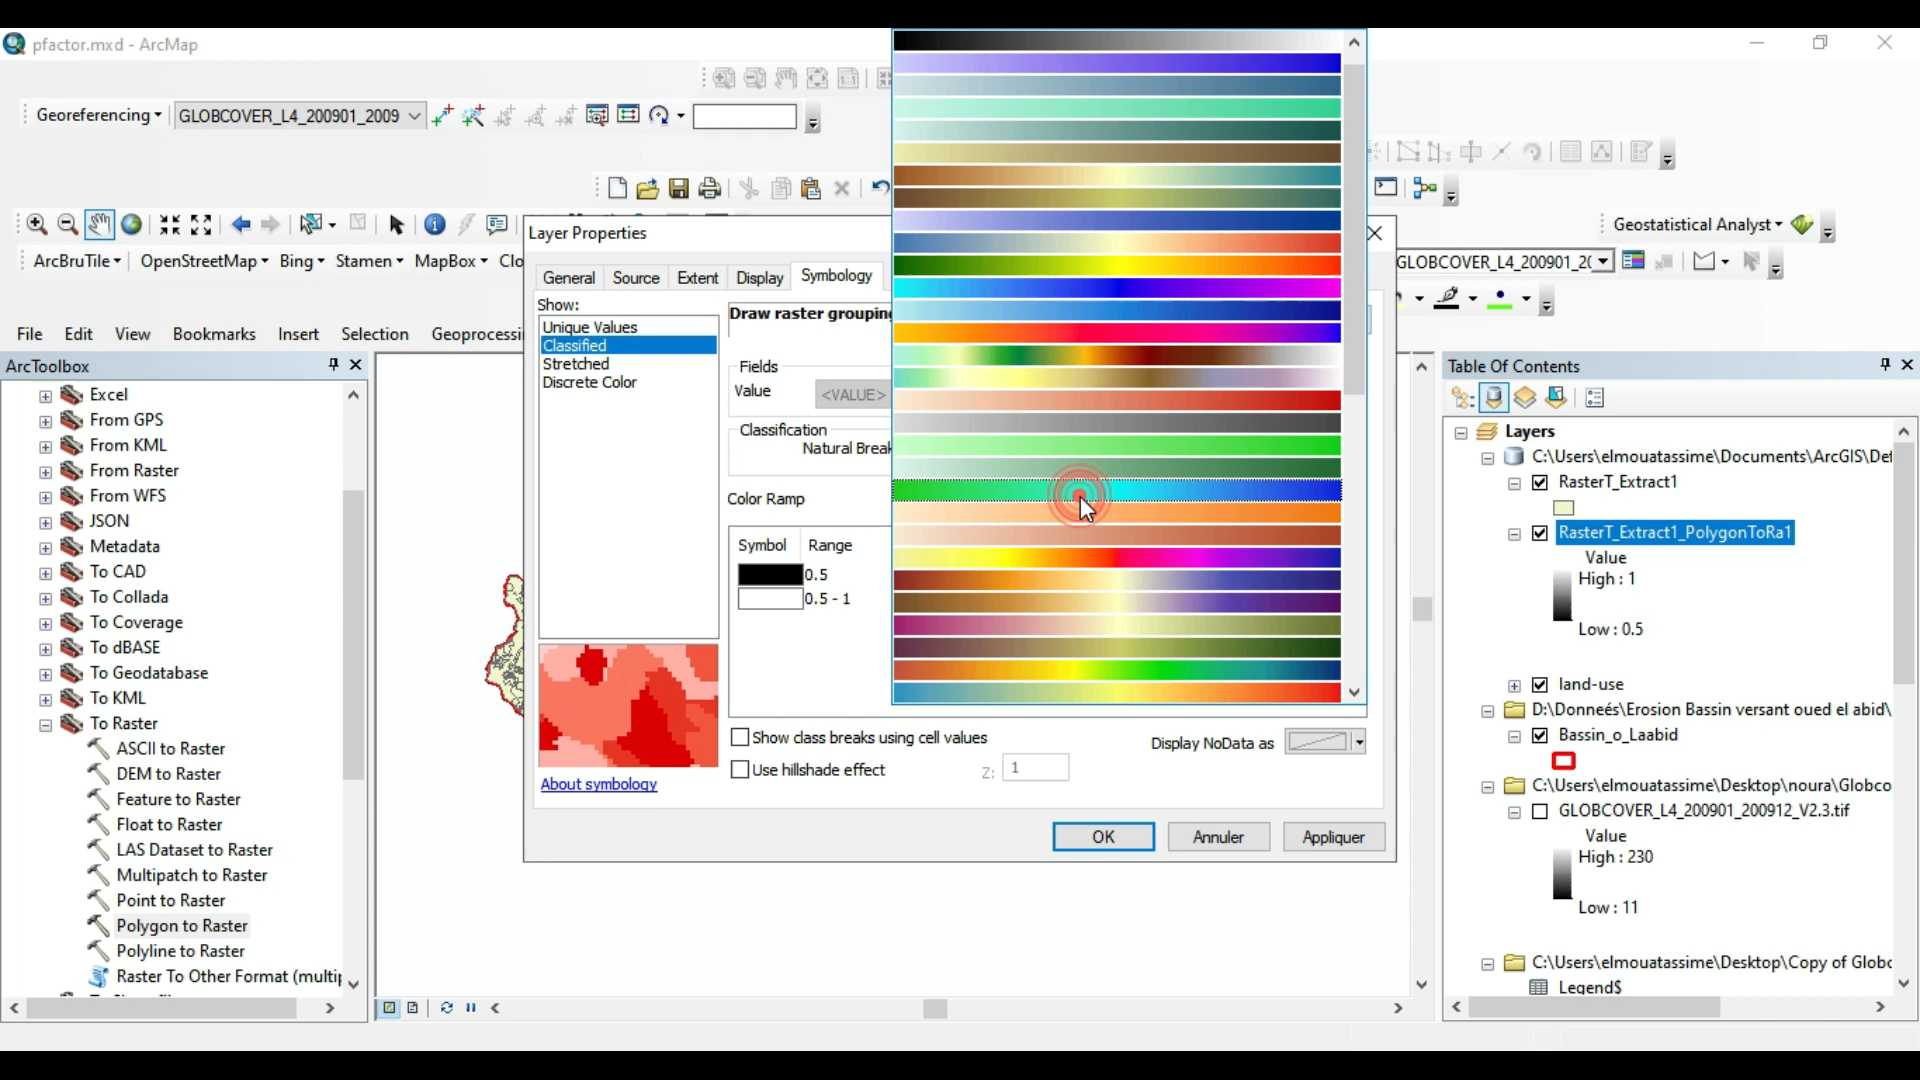 pfactor.mxd - ArcMap
Georeferencing
GLOBCOVER_L4_200901_2009
Geostatistical Analyst
ArcBruTile
OpenStreetMap
Bing
Stamen
MapBox
Clo
GLOBCOVER_L4_200901_20
File
Edit
View
Bookmarks
Insert
Selection
Geoprocessi
ArcToolbox
Excel
From GPS
From KML
From Raster
From WFS
JSON
Metadata
To CAD
To Collada
To Coverage
To dBASE
To Geodatabase
To KML
To Raster
ASCII to Raster
DEM to Raster
Feature to Raster
Float to Raster
LAS Dataset to Raster
Multipatch to Raster
Point to Raster
Polygon to Raster
Polyline to Raster
Raster To Other Format (multip
Layer Properties
General
Source
Extent
Display
Symbology
Show:
Unique Values
Classified
Stretched
Discrete Color
About symbology
Draw raster grouping
Fields
Value
<VALUE>
Classification
Natural Break
Color Ramp
Symbol
Range
0.5
0.5 - 1
Show class breaks using cell values
Display NoData as
Use hillshade effect
Z:
1
OK
Annuler
Appliquer
Table Of Contents
Layers
C:\Users\elmouatassime\Documents\ArcGIS\Def
RasterT_Extract1
RasterT_Extract1_PolygonToRa1
Value
High : 1
Low : 0.5
land-use
D:\Donneés\Erosion Bassin versant oued el abid\
Bassin_o_Laabid
C:\Users\elmouatassime\Desktop\noura\Globco
GLOBCOVER_L4_200901_200912_V2.3.tif
Value
High : 230
Low : 11
C:\Users\elmouatassime\Desktop\Copy of Globc
Legend$